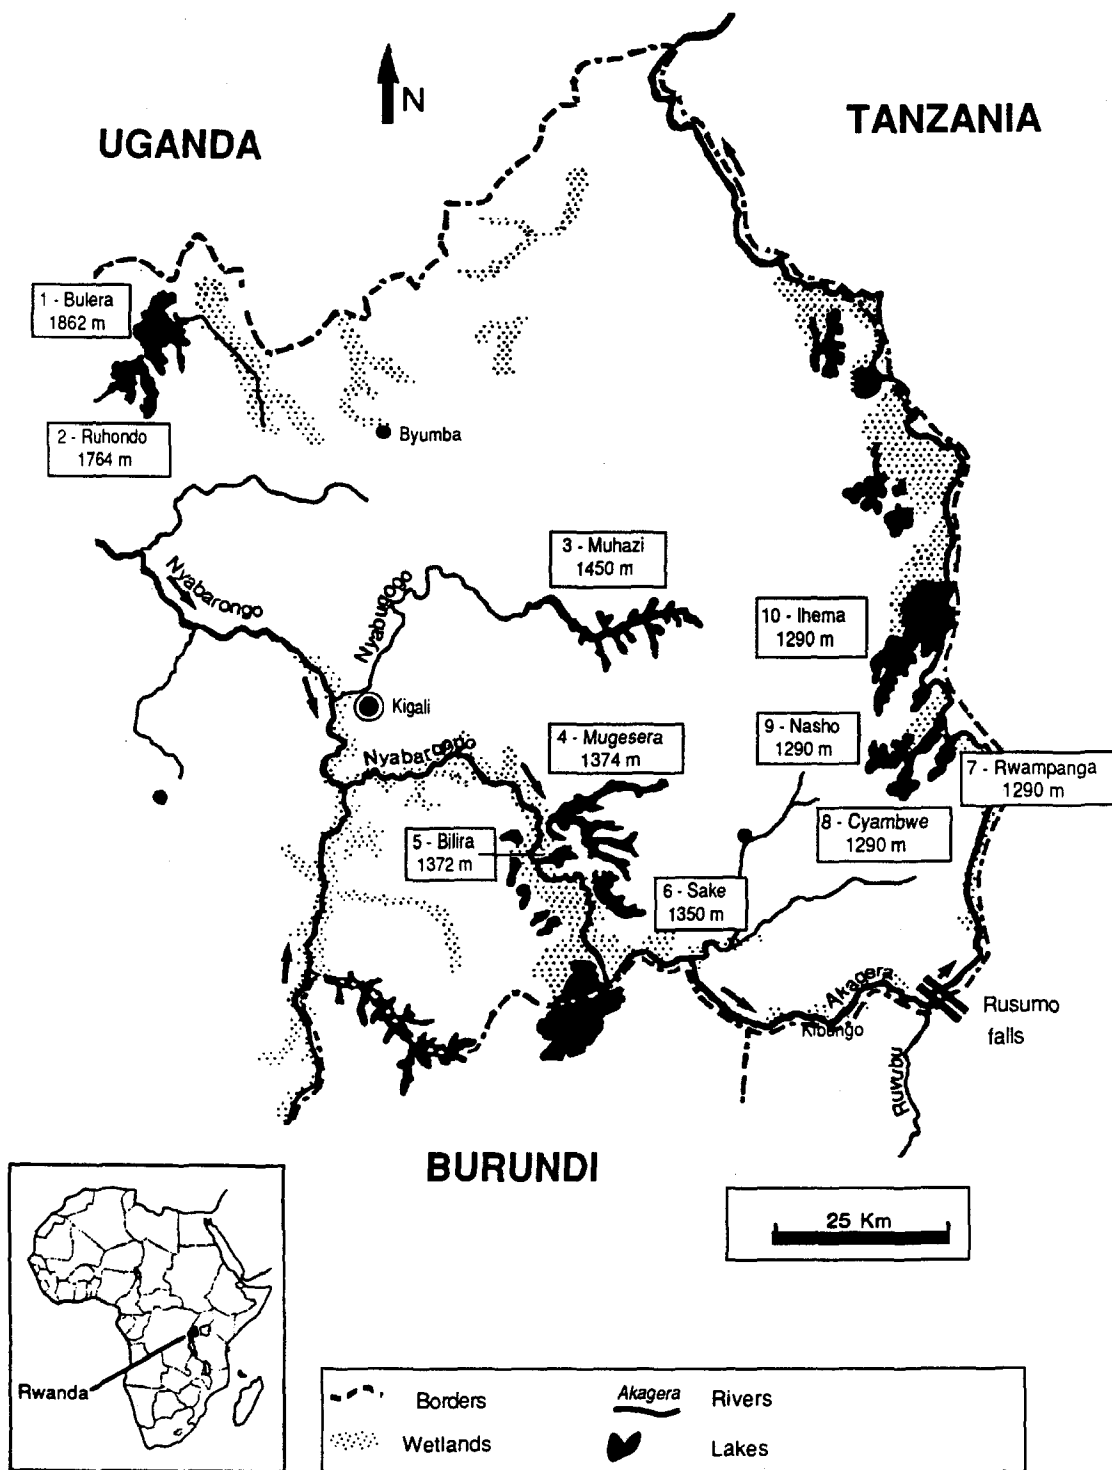 N
UGANDA
TANZANIA
1 - Bulera
1862 m
2 - Ruhondo
1764 m
Byumba
3 - Muhazi
1450 m
Nyabarongo
Nyabugogo
10 - Ihema
1290 m
Kigali
Nyabarongo
4 - Mugesera
1374 m
9 - Nasho
1290 m
7 - Rwampanga
1290 m
5 - Bilira
1372 m
8 - Cyambwe
1290 m
6 - Sake
1350 m
Akagera
Kibungo
Rusumo
falls
Ruvubu
BURUNDI
25 Km
Rwanda
Borders
Akagera
Rivers
Wetlands
Lakes